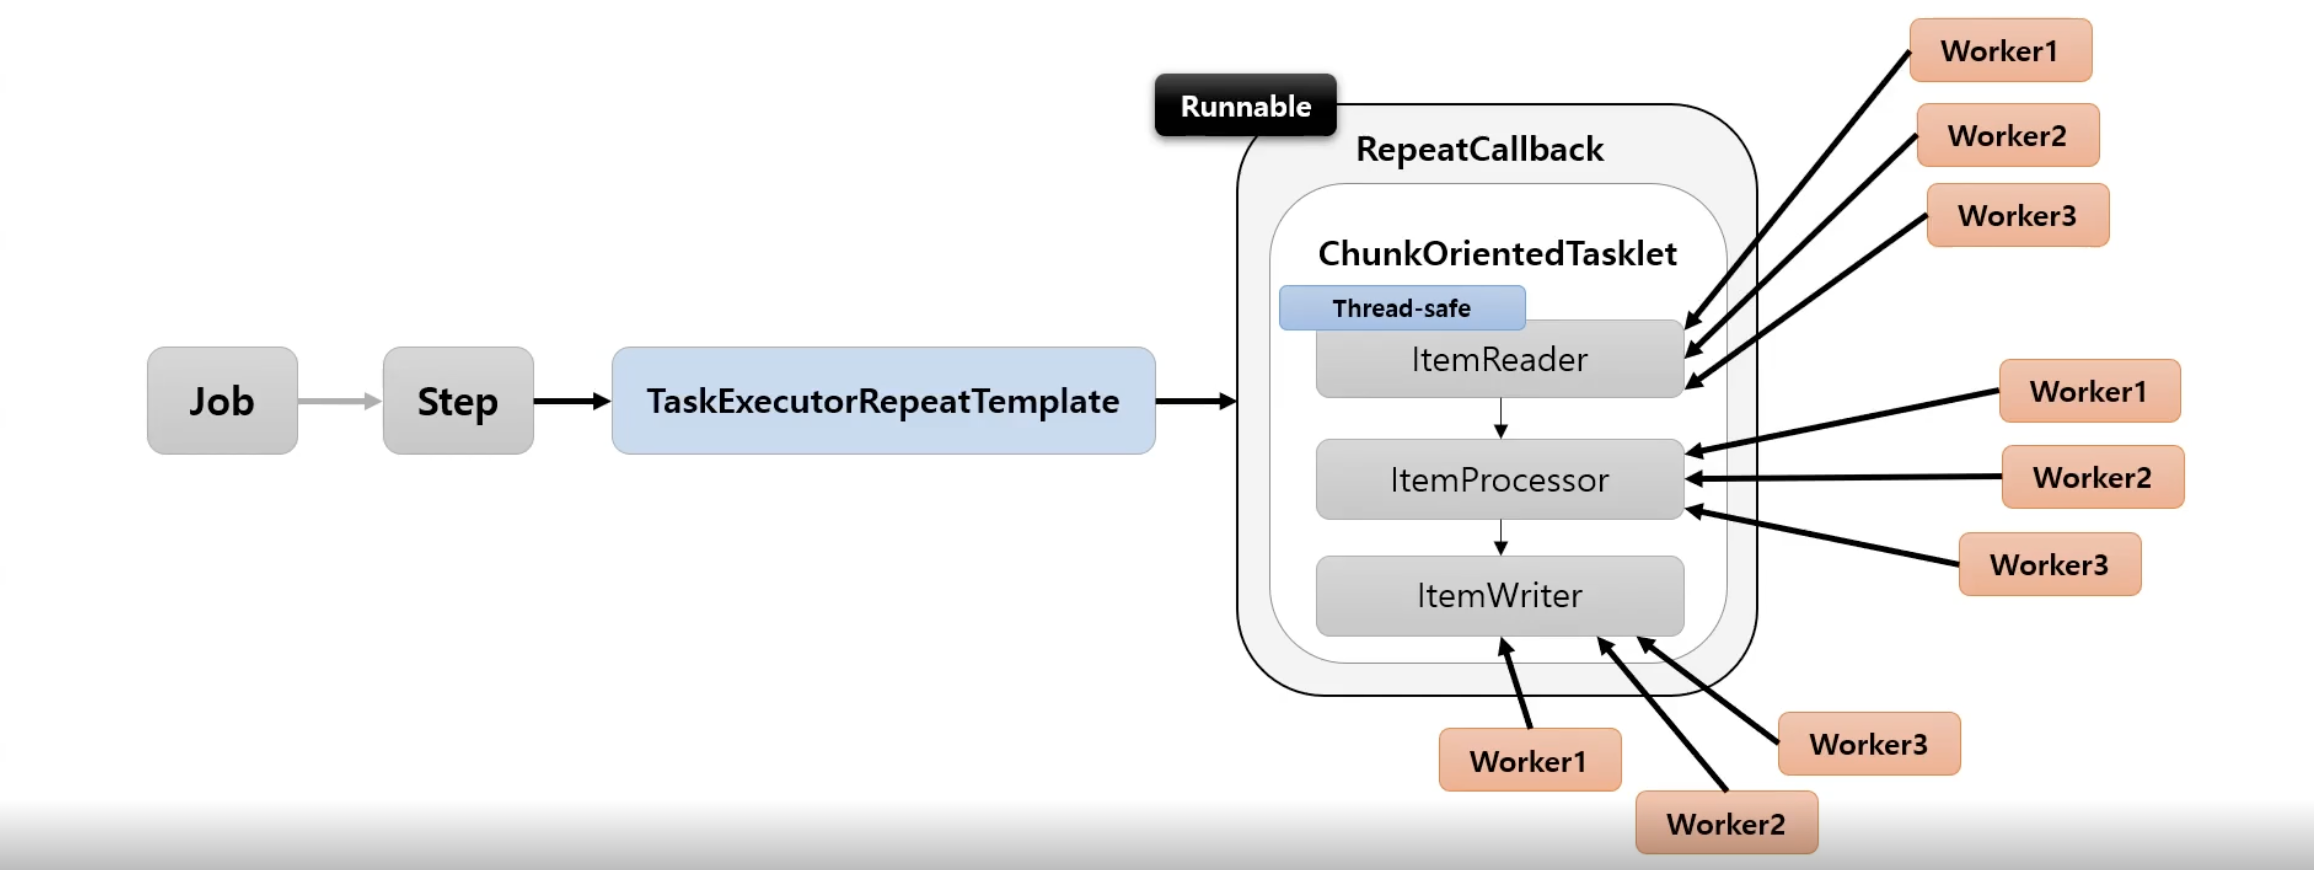 Worker1
Runnable
Worker2
RepeatCallback
Worker3
ChunkOrientedTasklet
Thread-safe
ItemReader
Job
Step
TaskExecutorRepeatTemplate
Worker1
ItemProcessor
Worker2
Worker3
ItemWriter
Worker1
Worker3
Worker2